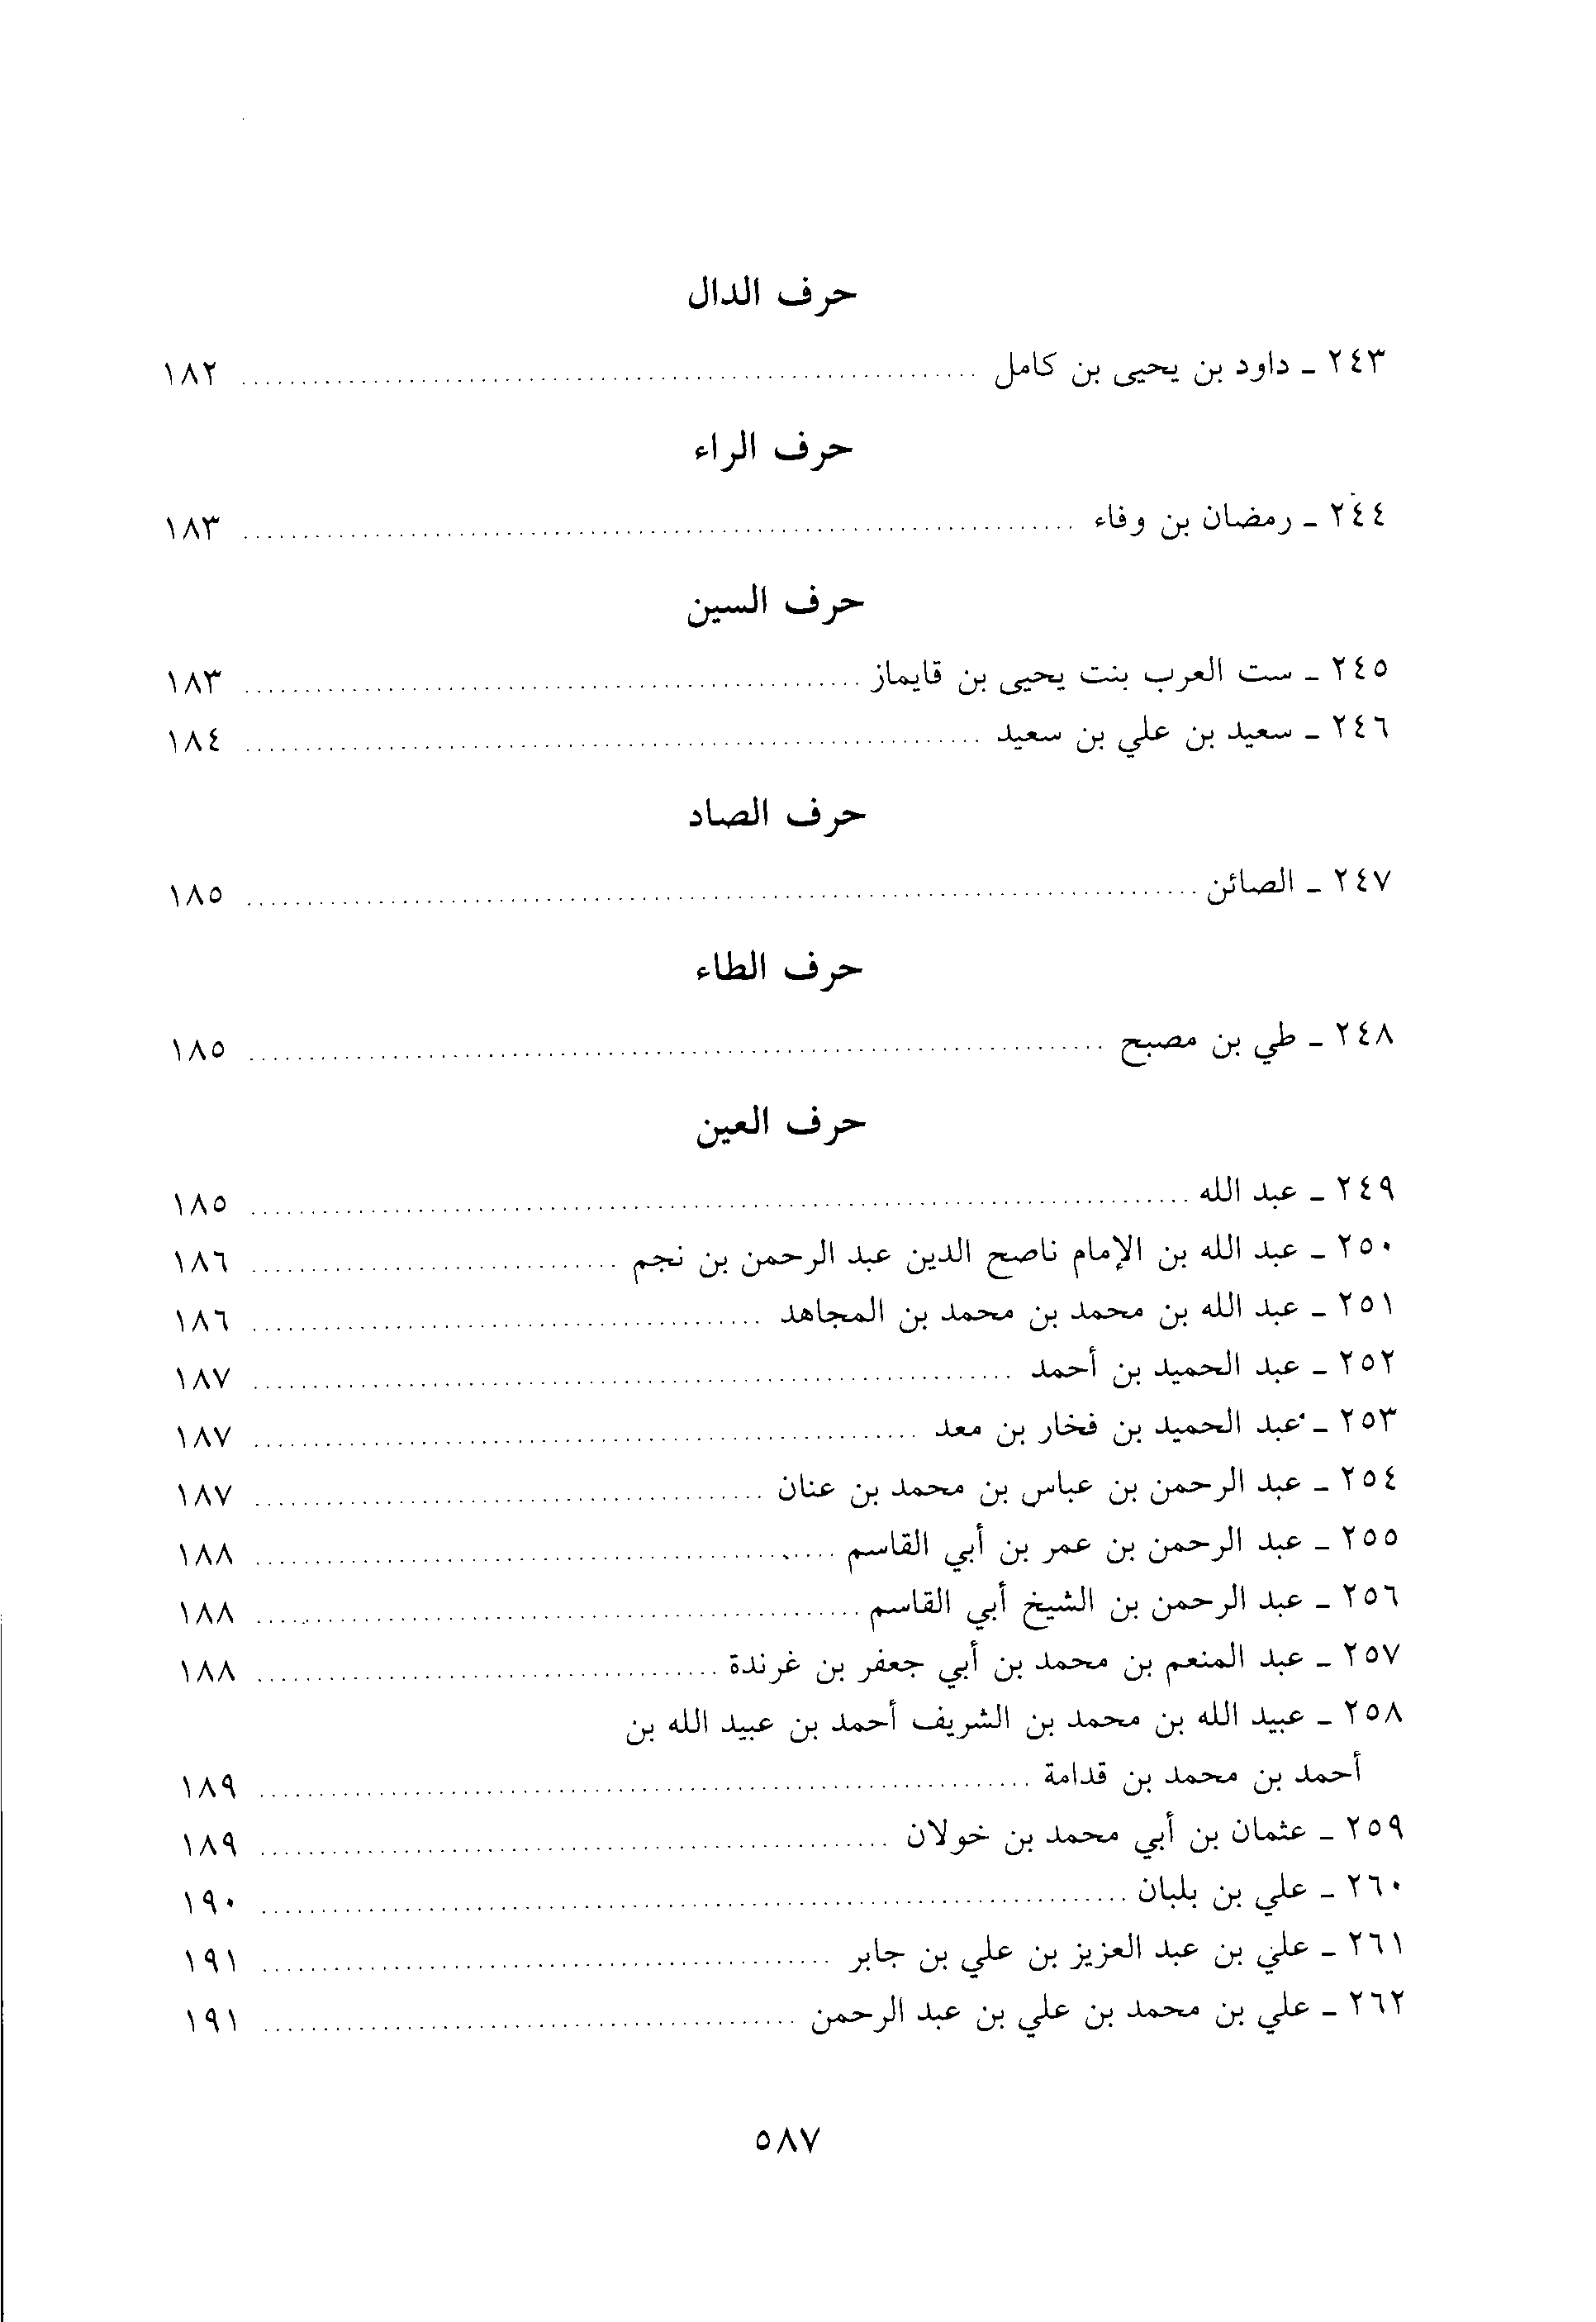 حرف الدال
٢٤٣ ـ داود بن يحيى بن كامل ........ ١٨٢
حرف الراء
٢٤٤ ـ رمضان بن وفاء ........ ١٨٣
حرف السين
٢٤٥ ـ ست العرب بنت يحيى بن قايماز ........ ١٨٣
٢٤٦ ـ سعيد بن علي بن سعيد ........ ١٨٤
حرف الصاد
٢٤٧ ـ الصائن ........ ١٨٥
حرف الطاء
٢٤٨ ـ طي بن مصبح ........ ١٨٥
حرف العين
٢٤٩ ـ عبد الله ........ ١٨٥
٢٥٠ ـ عبد الله بن الإمام ناصح الدين عبد الرحمن بن نجم ........ ١٨٦
٢٥١ ـ عبد الله بن محمد بن محمد بن المجاهد ........ ١٨٦
٢٥٢ ـ عبد الحميد بن أحمد ........ ١٨٧
٢٥٣ ـ عبد الحميد بن فخار بن معد ........ ١٨٧
٢٥٤ ـ عبد الرحمن بن عباس بن محمد بن عنان ........ ١٨٧
٢٥٥ ـ عبد الرحمن بن عمر بن أبي القاسم ........ ١٨٨
٢٥٦ ـ عبد الرحمن بن الشيخ أبي القاسم ........ ١٨٨
٢٥٧ ـ عبد المنعم بن محمد بن أبي جعفر بن غرندة ........ ١٨٨
٢٥٨ ـ عبيد الله بن محمد بن الشريف أحمد بن عبيد الله بن
أحمد بن محمد بن قدامة ........ ١٨٩
٢٥٩ ـ عثمان بن أبي محمد بن خولان ........ ١٨٩
٢٦٠ ـ علي بن بلبان ........ ١٩٠
٢٦١ ـ علي بن عبد العزيز بن علي بن جابر ........ ١٩١
٢٦٢ ـ علي بن محمد بن علي بن عبد الرحمن ........ ١٩١
٥٨٧